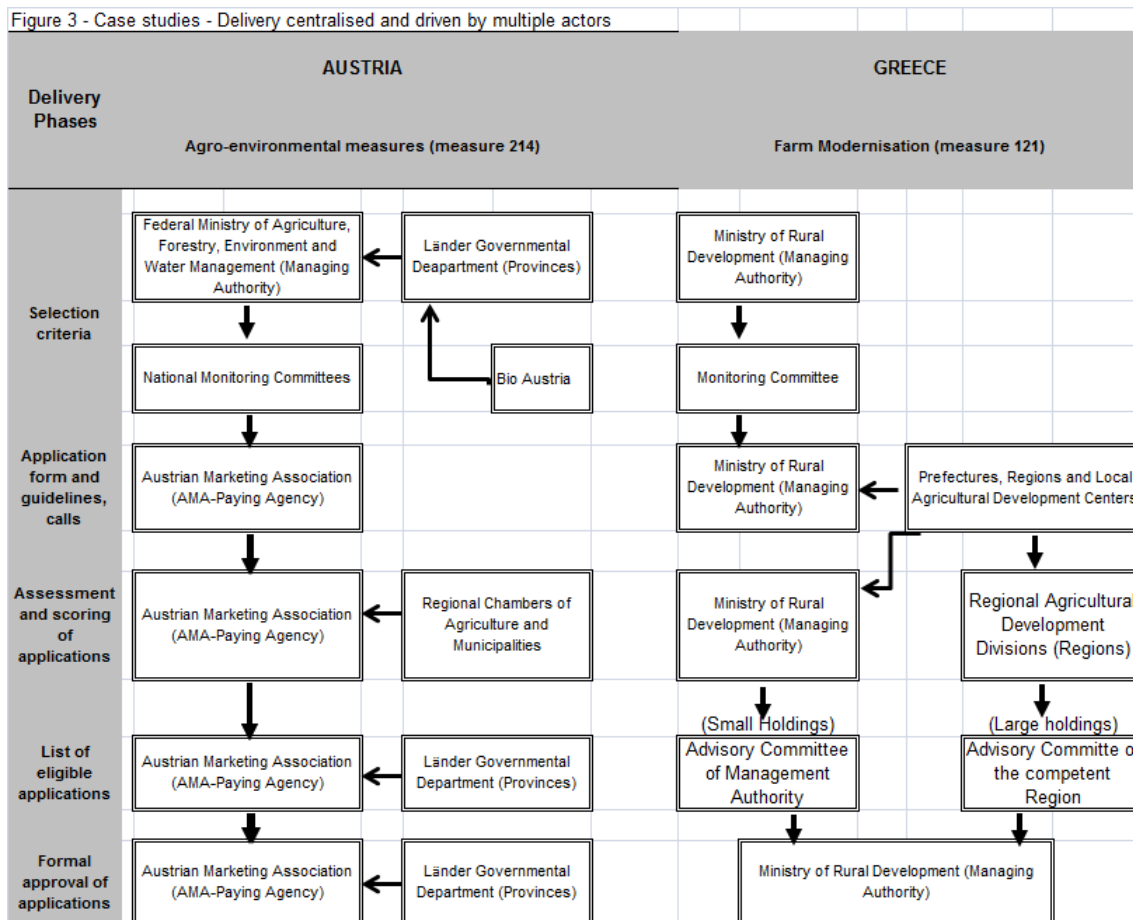 Figure 3 - Case studies - Delivery centralised and driven by multiple actors
Delivery
Phases
AUSTRIA
Agro-environmental measures (measure 214)
GREECE
Farm Modernisation (measure 121)
Selection
criteria
Federal Ministry of Agriculture,
Forestry, Environment and
Water Management (Managing
Authority)
Länder Governmental
Deapartment (Provinces)
Ministry of Rural
Development (Managing
Authority)
National Monitoring Committees
Bio Austria
Monitoring Committee
Application
form and
guidelines,
calls
Austrian Marketing Association
(AMA-Paying Agency)
Ministry of Rural
Development (Managing
Authority)
Prefectures, Regions and Local
Agricultural Development Centers
Assessment
and scoring
of
applications
Austrian Marketing Association
(AMA-Paying Agency)
Regional Chambers of
Agriculture and
Municipalities
Ministry of Rural
Development (Managing
Authority)
Regional Agricultural
Development
Divisions (Regions)
List of
eligible
applications
Austrian Marketing Association
(AMA-Paying Agency)
Länder Governmental
Department (Provinces)
(Small Holdings)
Advisory Committee
of Management
Authority
(Large holdings)
Advisory Committe o
the competent
Region
Formal
approval of
applications
Austrian Marketing Association
(AMA-Paying Agency)
Länder Governmental
Department (Provinces)
Ministry of Rural Development (Managing
Authority)